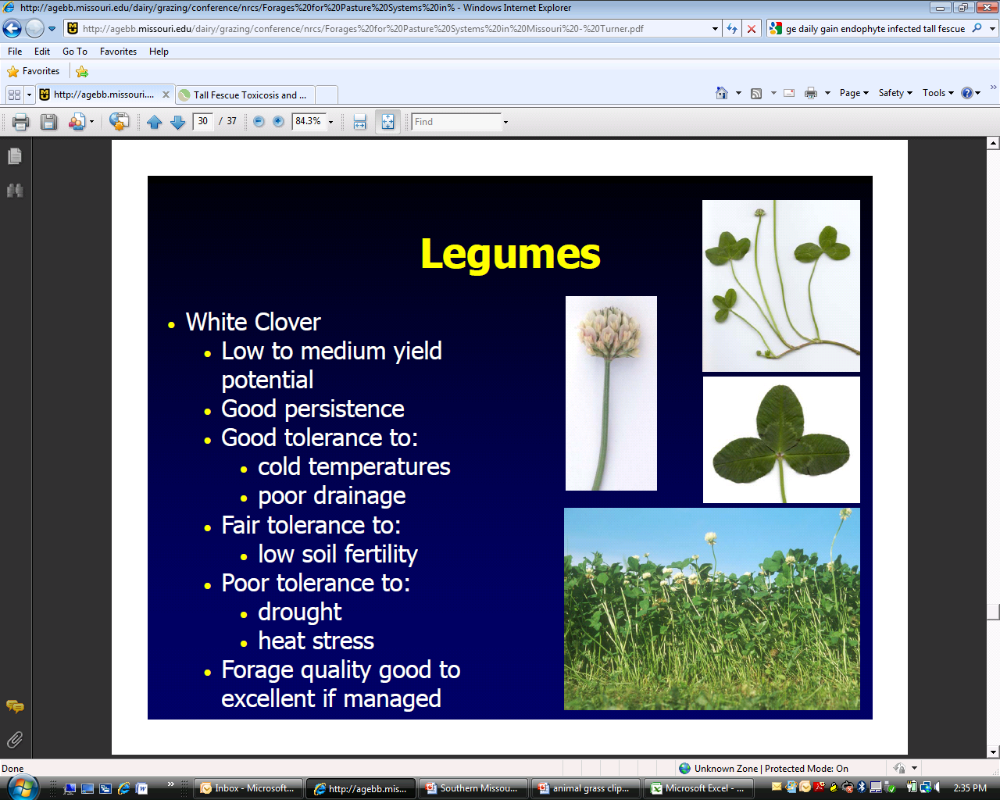 http://agebb.missouri.edu/dairy/grazing/conference/nrcs/Forages%20for%20Pasture%20Systems%20in% - Windows Internet Explorer
http://agebb.missouri.edu/dairy/grazing/conference/nrcs/Forages%20for%20Pasture%20Systems%20in%20Missouri%20-%20Turner.pdf
ge daily gain endophyte infected tall fescue
File Edit Go To Favorites Help
Favorites
http://agebb.missouri.... Tall Fescue Toxicosis and ... Page Safety Tools
30 / 37 84.3% Find
Legumes
• White Clover
• Low to medium yield
potential
• Good persistence
• Good tolerance to:
• cold temperatures
• poor drainage
• Fair tolerance to:
• low soil fertility
• Poor tolerance to:
• drought
• heat stress
• Forage quality good to
excellent if managed
Done Unknown Zone | Protected Mode: On
Inbox - Microsoft... http://agebb.mis... Southern Missou... animal grass clip... Microsoft Excel - ... 2:35 PM